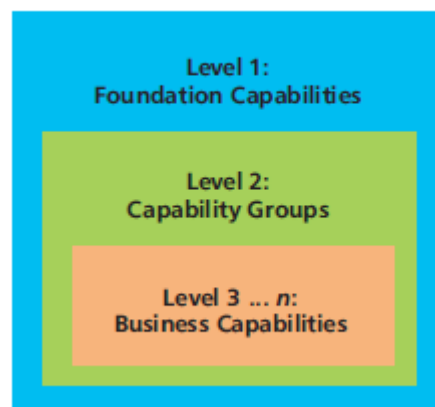 Level 1:
Foundation Capabilities
Level 2:
Capability Groups
Level 3 ... n:
Business Capabilities